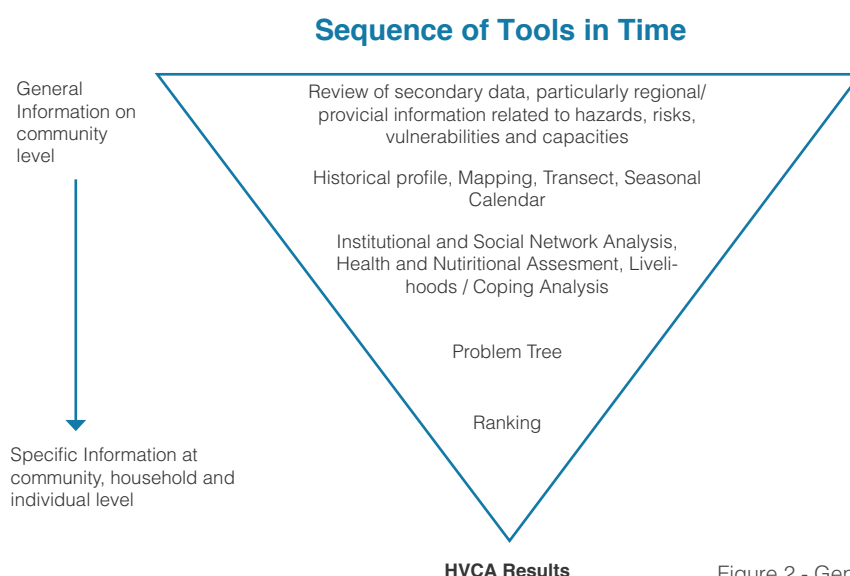 Sequence of Tools in Time
General
Information on
community
level
Review of secondary data, particularly regional/
provicial information related to hazards, risks,
vulnerabilities and capacities
Historical profile, Mapping, Transect, Seasonal
Calendar
Institutional and Social Network Analysis,
Health and Nutiritional Assesment, Liveli-
hoods / Coping Analysis
Problem Tree
Ranking
Specific Information at
community, household and
individual level
HVCA Results
Figure 2 - Gen